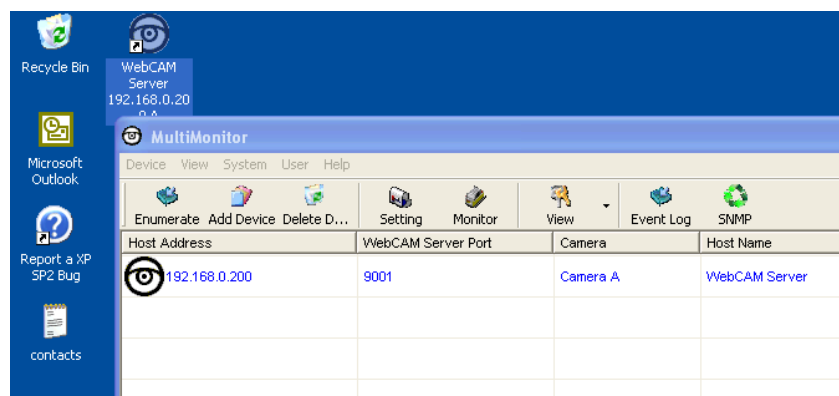 Recycle Bin
WebCAM
Server
192.168.0.20
0 A
Microsoft
Outlook
Report a XP
SP2 Bug
contacts
MultiMonitor
Device View System User Help
Enumerate Add Device Delete D... Setting Monitor View Event Log SNMP
Host Address WebCAM Server Port Camera Host Name
192.168.0.200 9001 Camera A WebCAM Server